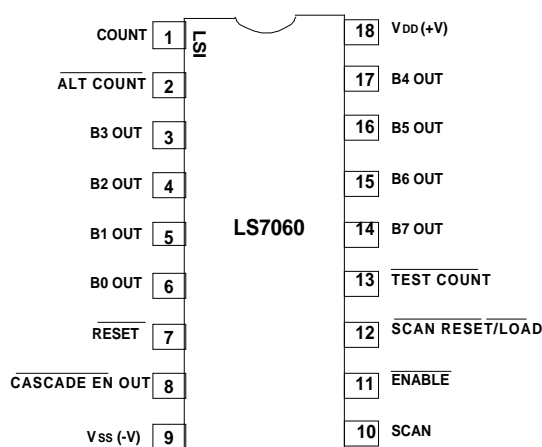 COUNT 1
ALT COUNT 2
B3 OUT 3
B2 OUT 4
B1 OUT 5
B0 OUT 6
RESET 7
CASCADE EN OUT 8
VSS (-V) 9
LSI
LS7060
18 VDD (+V)
17 B4 OUT
16 B5 OUT
15 B6 OUT
14 B7 OUT
13 TEST COUNT
12 SCAN RESET/LOAD
11 ENABLE
10 SCAN